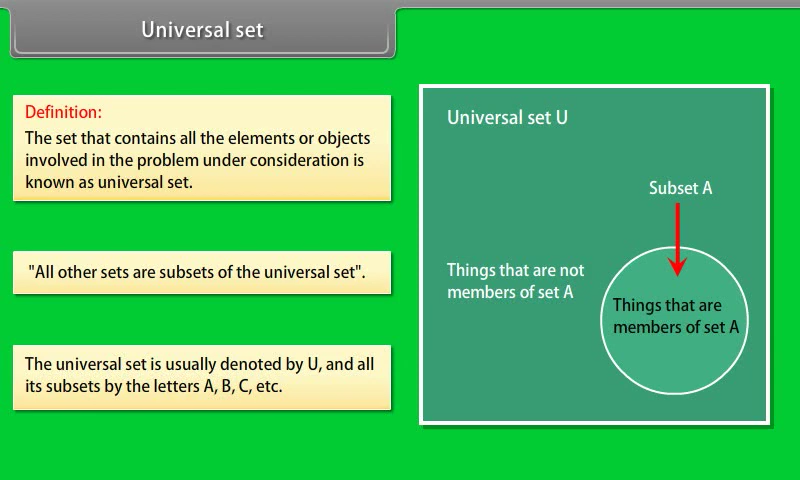 Universal set
Definition:
The set that contains all the elements or objects
involved in the problem under consideration is
known as universal set.
"All other sets are subsets of the universal set".
The universal set is usually denoted by U, and all
its subsets by the letters A, B, C, etc.
Universal set U
Subset A
Things that are not
members of set A
Things that are
members of set A